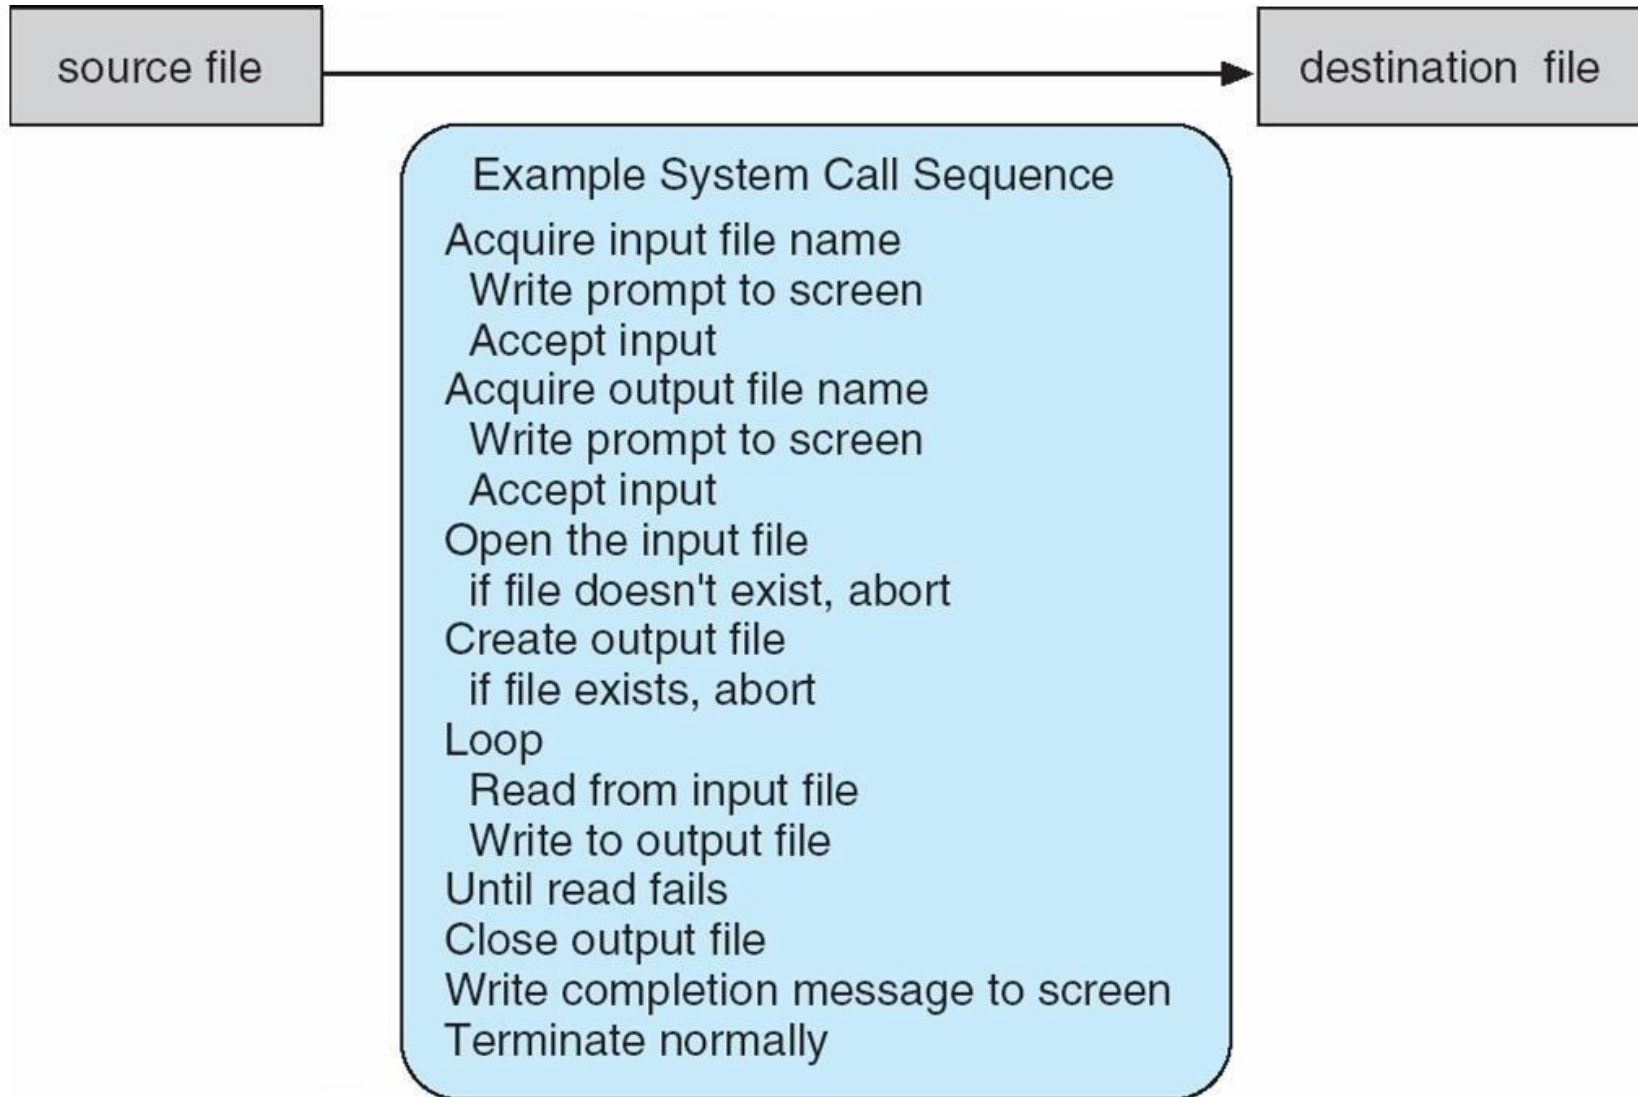 source file
destination file
Example System Call Sequence
Acquire input file name
Write prompt to screen
Accept input
Acquire output file name
Write prompt to screen
Accept input
Open the input file
if file doesn't exist, abort
Create output file
if file exists, abort
Loop
Read from input file
Write to output file
Until read fails
Close output file
Write completion message to screen
Terminate normally